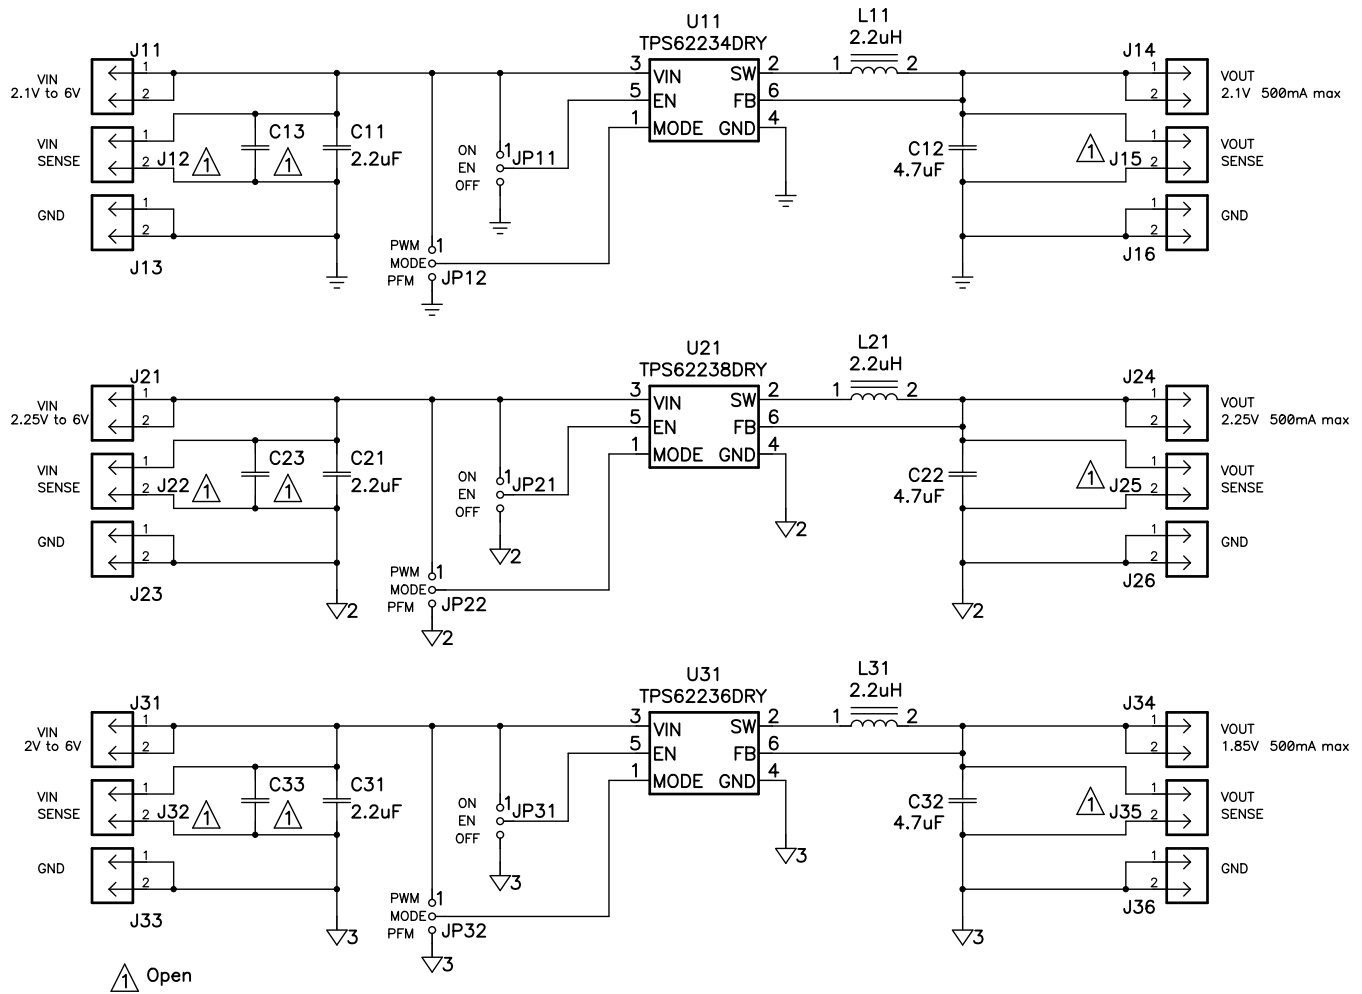 U11
TPS62234DRY
L11
2.2uH
J11
VIN
2.1V to 6V
1
2
VIN
SENSE
1
2
J12
1
C13
1
C11
2.2uF
GND
1
2
J13
ON
EN
OFF
1
JP11
PWM
MODE
PFM
1
JP12
3
5
1
VIN
EN
MODE
SW
FB
GND
2
6
4
1
2
C12
4.7uF
J14
1
2
VOUT
2.1V 500mA max
1
J15
1
2
VOUT
SENSE
1
2
GND
J16
U21
TPS62238DRY
L21
2.2uH
J21
VIN
2.25V to 6V
1
2
VIN
SENSE
1
2
J22
1
C23
1
C21
2.2uF
GND
1
2
J23
2
ON
EN
OFF
1
JP21
2
PWM
MODE
PFM
1
JP22
2
3
5
1
VIN
EN
MODE
SW
FB
GND
2
6
4
2
1
2
C22
4.7uF
J24
1
2
VOUT
2.25V 500mA max
1
J25
1
2
VOUT
SENSE
1
2
GND
J26
2
U31
TPS62236DRY
L31
2.2uH
J31
VIN
2V to 6V
1
2
VIN
SENSE
1
2
J32
1
C33
1
C31
2.2uF
GND
1
2
J33
3
ON
EN
OFF
1
JP31
3
PWM
MODE
PFM
1
JP32
3
3
5
1
VIN
EN
MODE
SW
FB
GND
2
6
4
3
1
2
C32
4.7uF
J34
1
2
VOUT
1.85V 500mA max
1
J35
1
2
VOUT
SENSE
1
2
GND
J36
3
1 Open